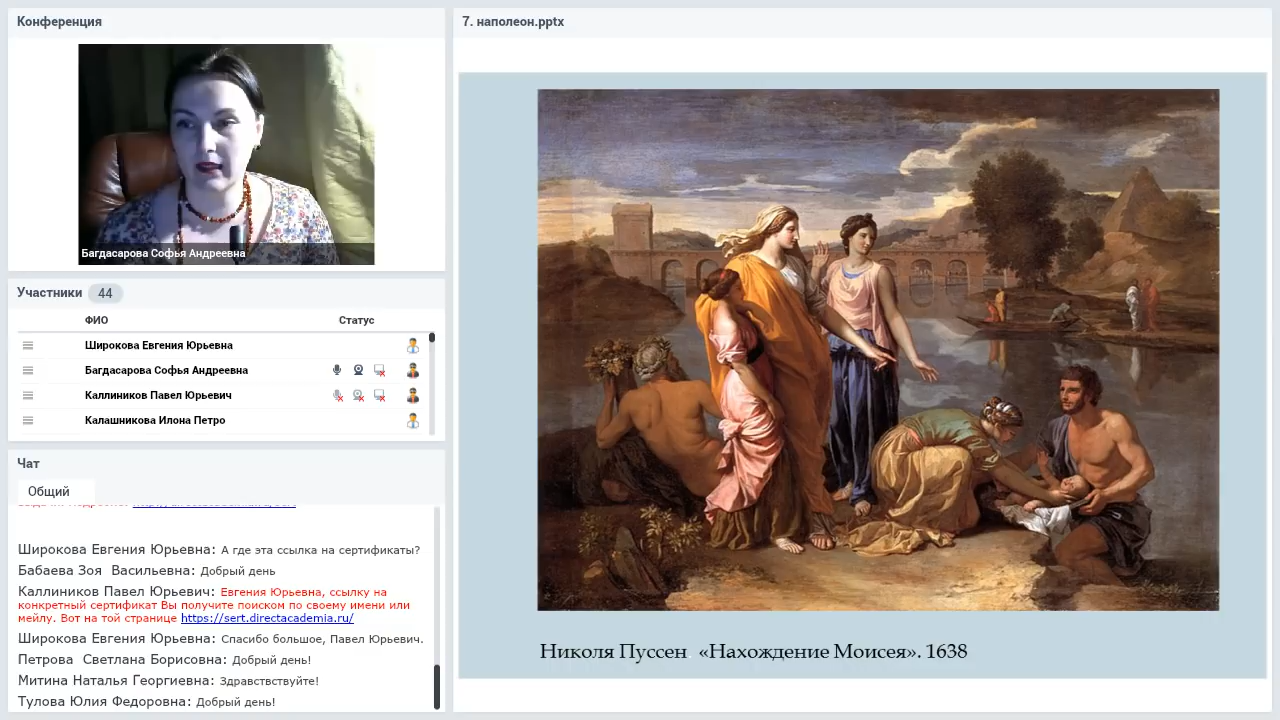 Конференция
Багдасарова Софья Андреевна
Участники 44
ФИО Статус
Широкова Евгения Юрьевна
Багдасарова Софья Андреевна
Каллиников Павел Юрьевич
Калашникова Илона Петро
Чат
Общий
Широкова Евгения Юрьевна: А где эта ссылка на сертификаты?
Бабаева Зоя Васильевна: Добрый день
Каллиников Павел Юрьевич: Евгения Юрьевна, ссылку на
конкретный сертификат Вы получите поиском по своему имени или
мейлу. Вот на той странице https://sert.directacademia.ru/
Широкова Евгения Юрьевна: Спасибо большое, Павел Юрьевич.
Петрова Светлана Борисовна: Добрый день!
Митина Наталья Георгиевна: Здравствствуйте!
Тулова Юлия Федоровна: Добрый день!
7. наполеон.pptx
Николя Пуссен. «Нахождение Моисея». 1638